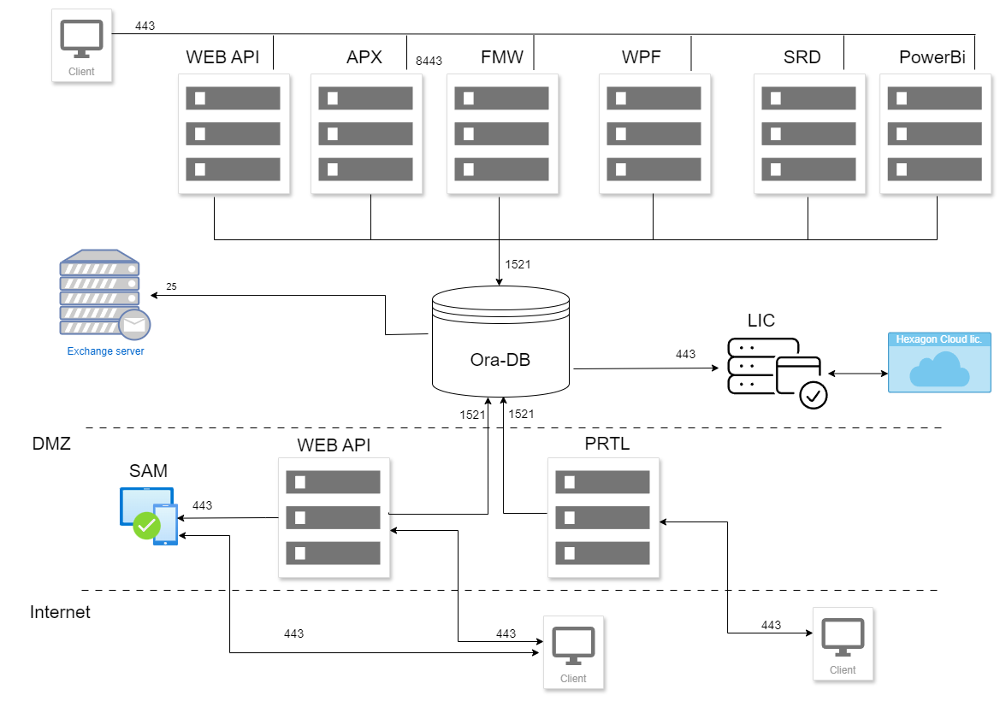 443
Client
WEB API
APX
8443
FMW
WPF
SRD
PowerBi
1521
25
Exchange server
Ora-DB
443
LIC
Hexagon Cloud lic.
1521
1521
DMZ
WEB API
PRTL
SAM
443
Internet
443
443
443
Client
Client